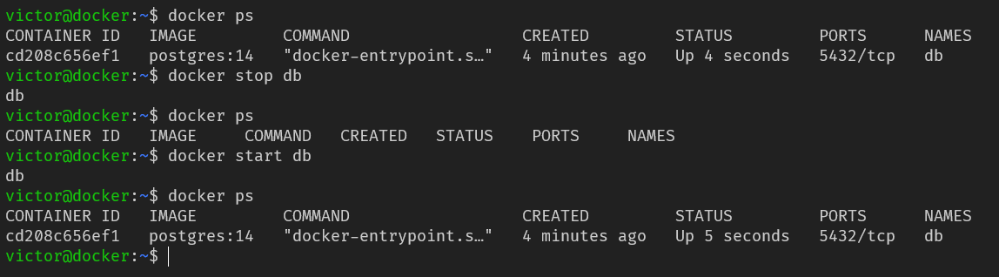 victor@docker:~$ docker ps
CONTAINER ID   IMAGE         COMMAND                  CREATED         STATUS         PORTS      NAMES
cd208c656ef1   postgres:14   "docker-entrypoint.s…"   4 minutes ago   Up 4 seconds   5432/tcp   db
victor@docker:~$ docker stop db
db
victor@docker:~$ docker ps
CONTAINER ID   IMAGE     COMMAND   CREATED   STATUS    PORTS     NAMES
victor@docker:~$ docker start db
db
victor@docker:~$ docker ps
CONTAINER ID   IMAGE         COMMAND                  CREATED         STATUS         PORTS      NAMES
cd208c656ef1   postgres:14   "docker-entrypoint.s…"   4 minutes ago   Up 5 seconds   5432/tcp   db
victor@docker:~$